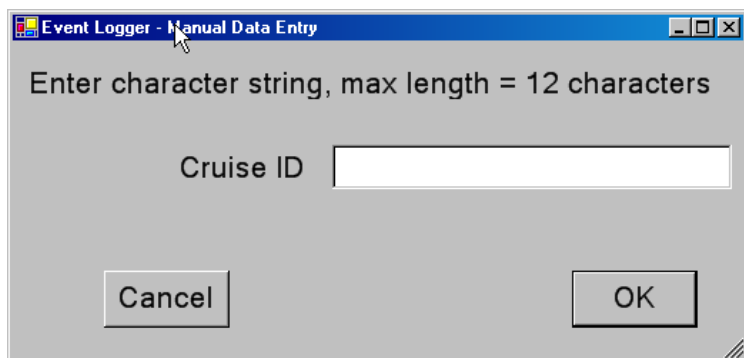 Event Logger - Manual Data Entry
Enter character string, max length = 12 characters
Cruise ID
Cancel OK